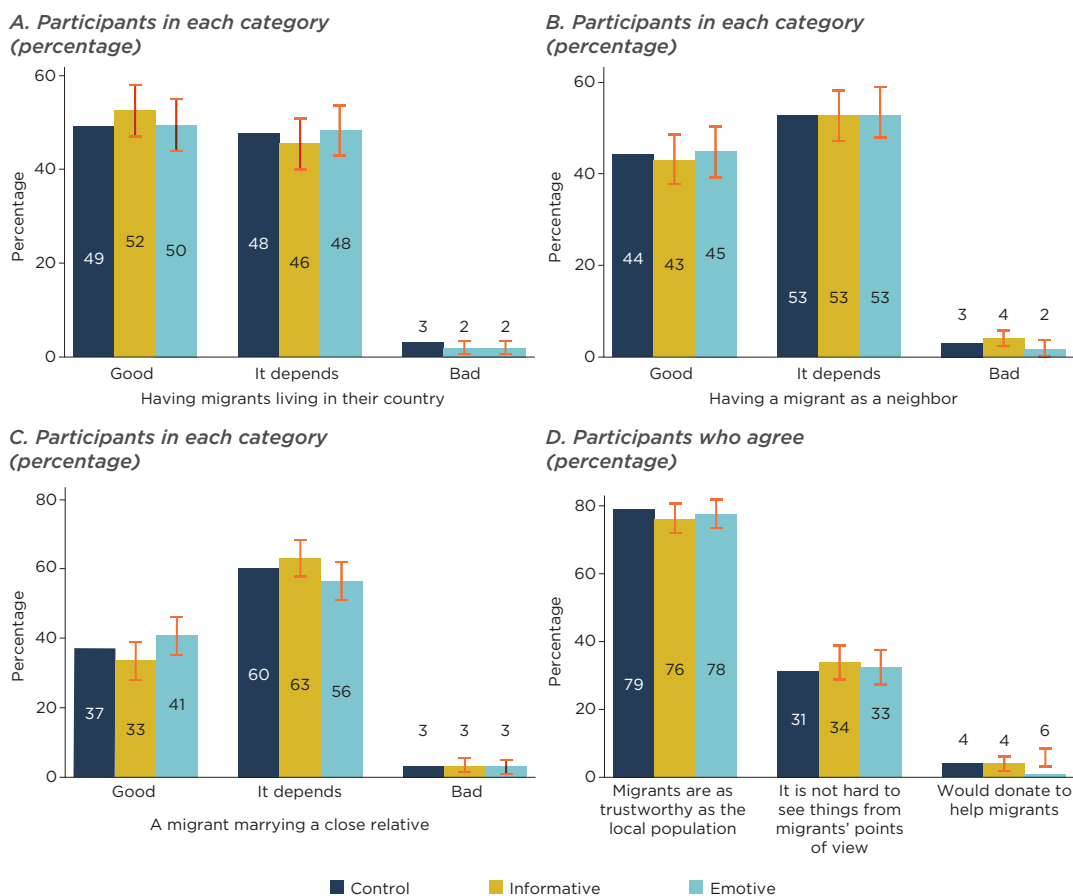 A. Participants in each category
(percentage)
60
40
20
0
Percentage
49
52
50
48
46
48
3
2
2
Good
It depends
Bad
Having migrants living in their country
B. Participants in each category
(percentage)
60
40
20
0
Percentage
44
43
45
53
53
53
3
4
2
Good
It depends
Bad
Having a migrant as a neighbor
C. Participants in each category
(percentage)
80
60
40
20
0
Percentage
37
33
41
60
63
56
3
3
3
Good
It depends
Bad
A migrant marrying a close relative
D. Participants who agree
(percentage)
80
60
40
20
0
Percentage
79
76
78
31
34
33
4
4
6
Migrants are as
trustworthy as the
local population
It is not hard to
see things from
migrants’ points
of view
Would donate to
help migrants
Control
Informative
Emotive